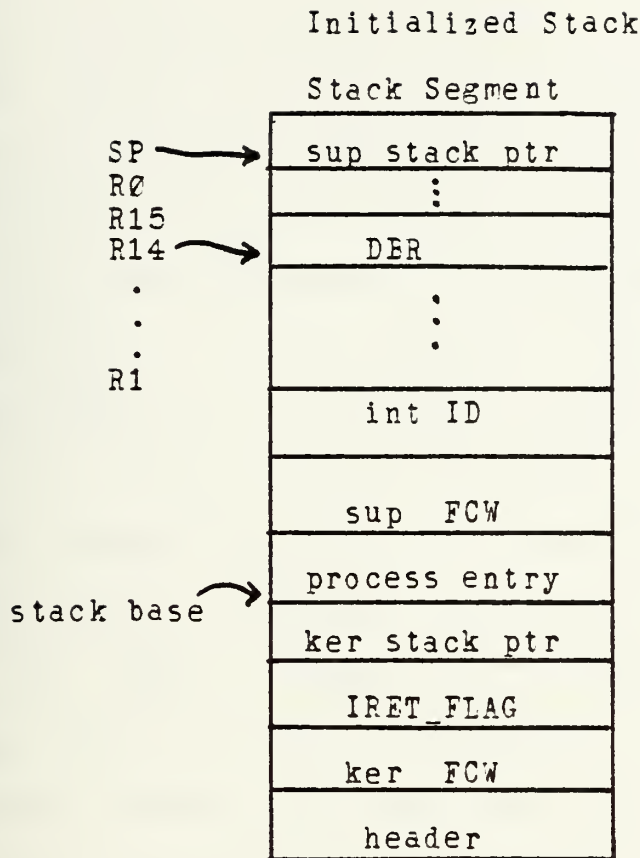 Initialized Stack
Stack Segment
SP
sup stack ptr
RØ
R15
R14
DBR
R1
int ID
sup FCW
process entry
stack base
ker stack ptr
IRET_FLAG
ker FCW
header